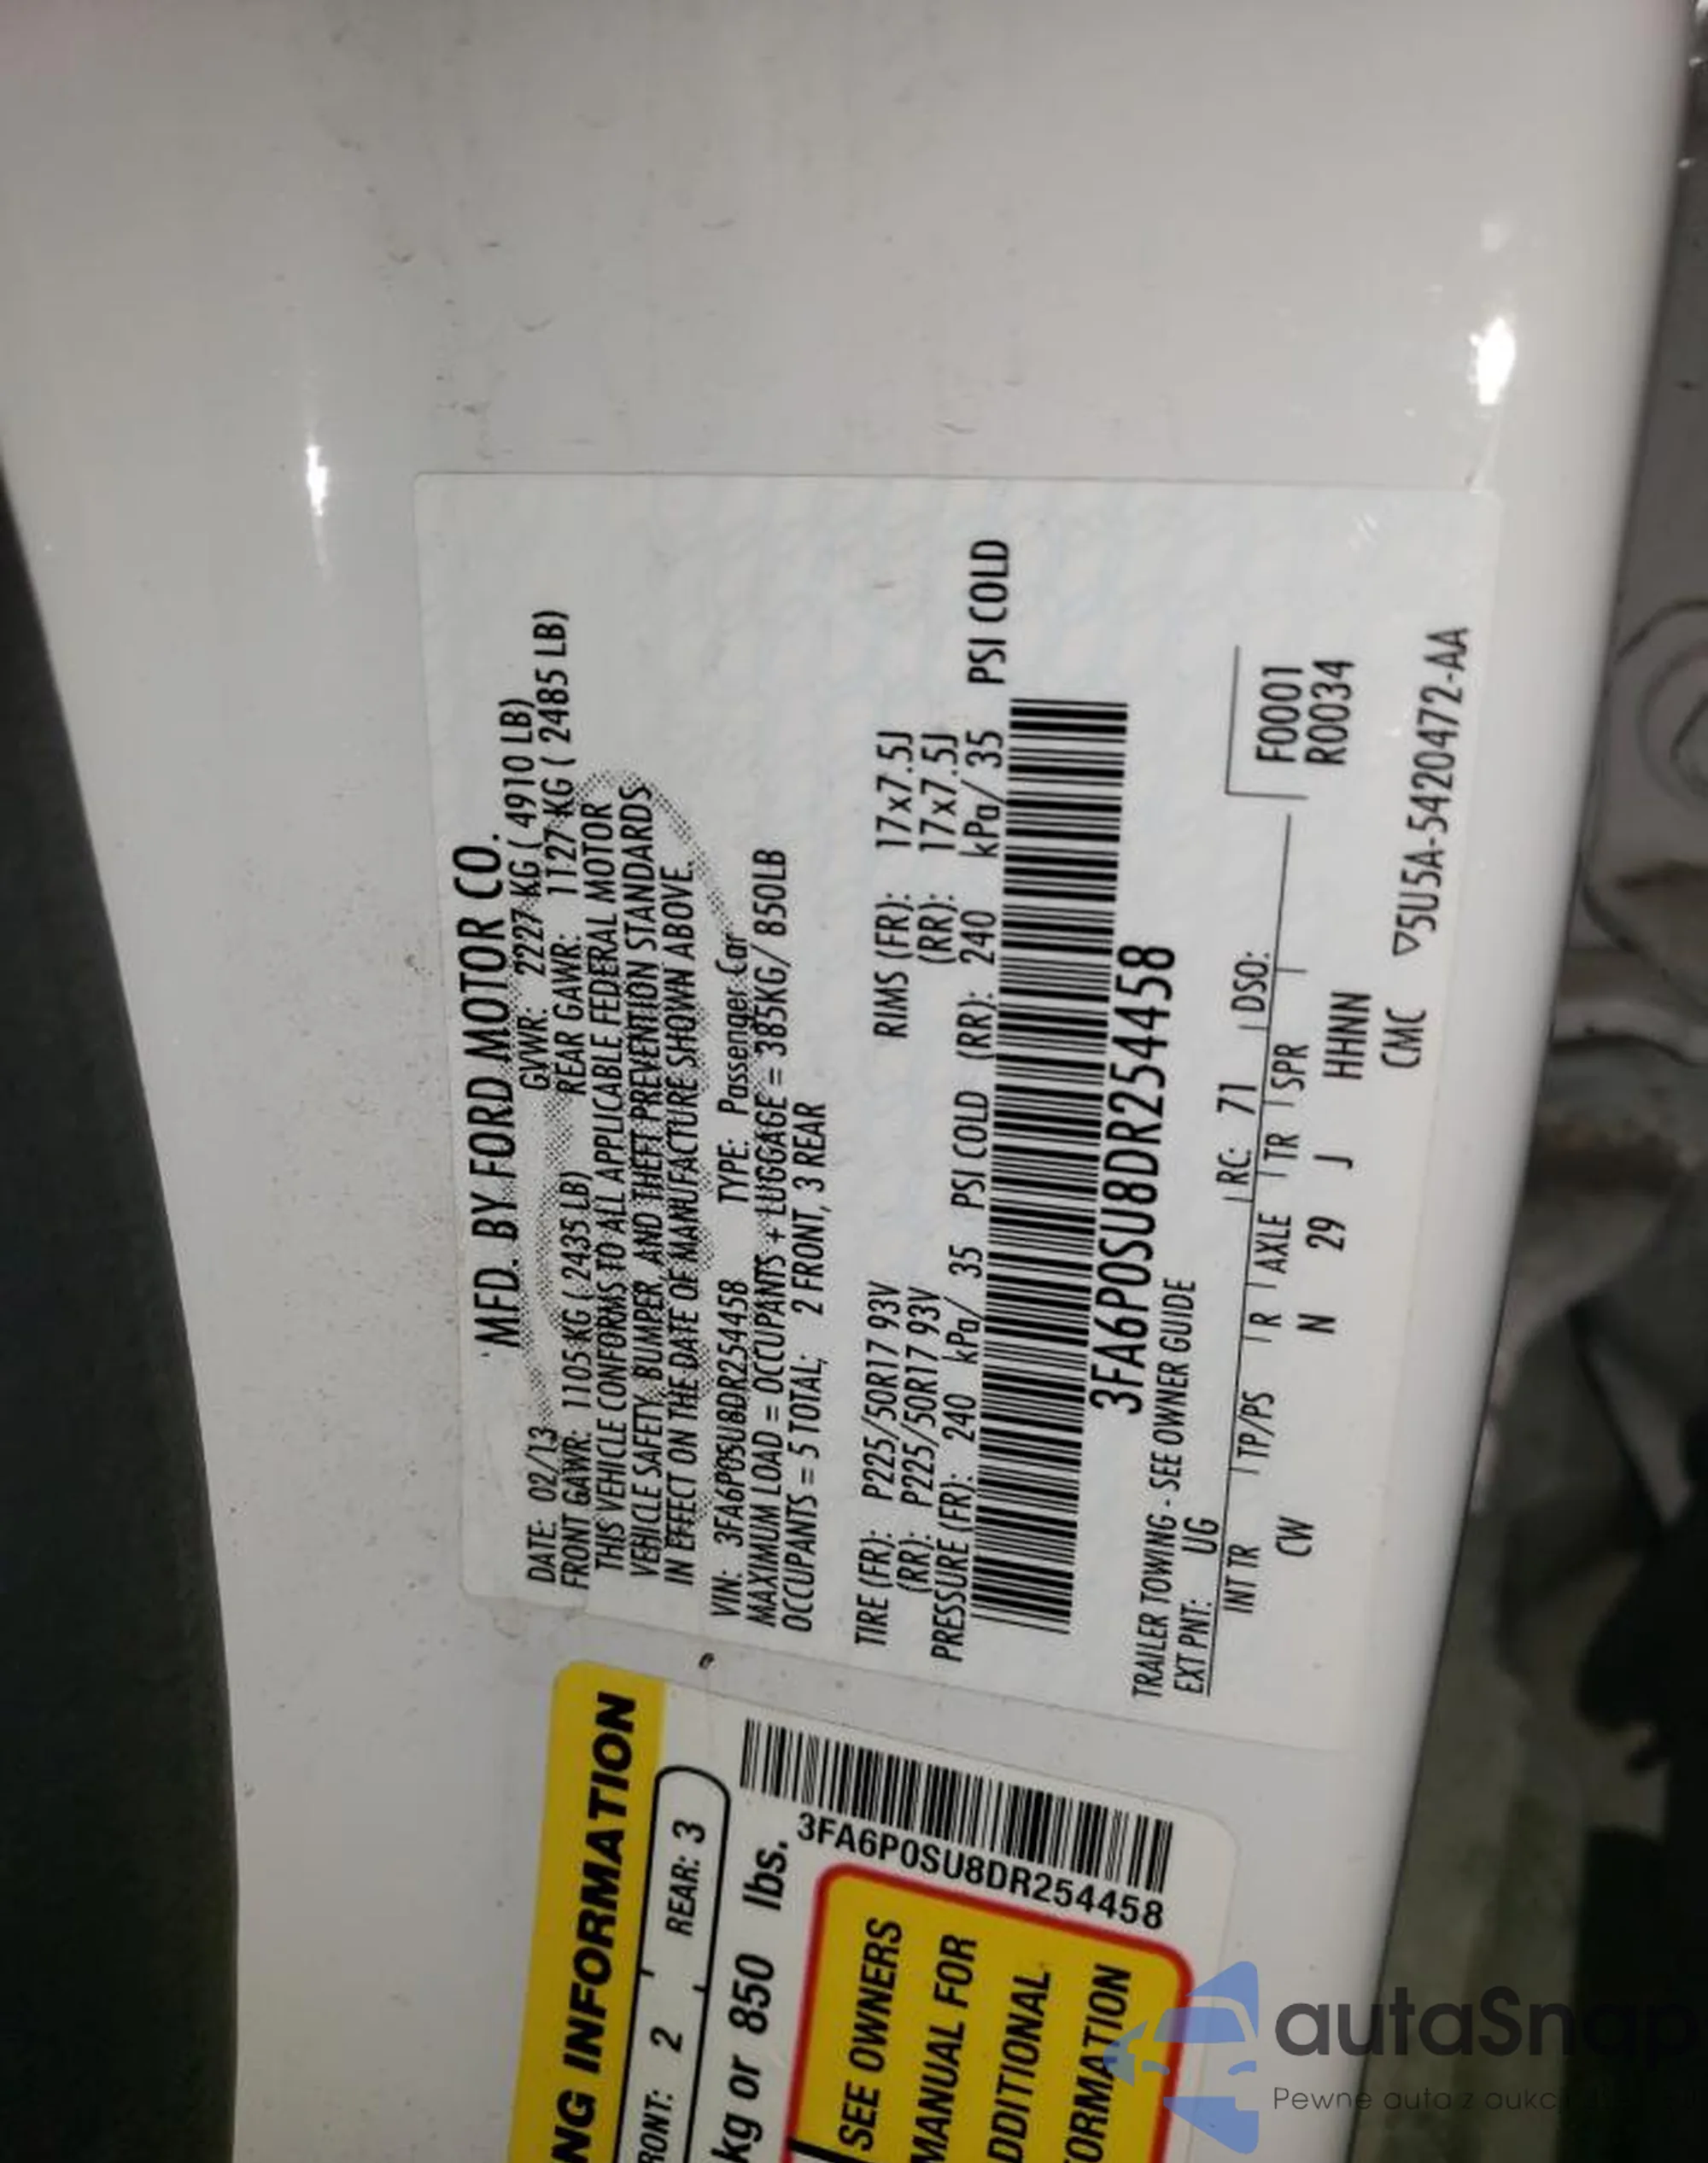 MFD. BY FORD MOTOR CO.
DATE: 02/13 GVWR: 2227 KG ( 4910 LB)
FRONT GAWR: 1105 KG ( 2435 LB) REAR GAWR: 1127 KG ( 2485 LB)
THIS VEHICLE CONFORMS TO ALL APPLICABLE FEDERAL MOTOR
VEHICLE SAFETY, BUMPER, AND THEFT PREVENTION STANDARDS
IN EFFECT ON THE DATE OF MANUFACTURE SHOWN ABOVE.
VIN: 3FA6P0SU8DR254458 TYPE: Passenger Car
MAXIMUM LOAD = OCCUPANTS + LUGGAGE = 385KG/ 850LB
OCCUPANTS = 5 TOTAL; 2 FRONT, 3 REAR
TIRE (FR): P225/50R17 93V RIMS (FR): 17x7.5J
(RR): P225/50R17 93V (RR): 17x7.5J
PRESSURE (FR): 240 kPa/ 35 PSI COLD (RR): 240 kPa/ 35 PSI COLD
3FA6P0SU8DR254458
TRAILER TOWING - SEE OWNER GUIDE
EXT PNT: UG RC: 71 DSO: F0001
INT TR TP/PS R AXLE TR SPR R0034
CW N 29 J HHNN
CMC ▽5U5A-5420472-AA
NG INFORMATION
RONT: 2 REAR: 3
kg or 850 lbs.
3FA6P0SU8DR254458
SEE OWNERS
MANUAL FOR
DDITIONAL
FORMATION
autaSnap
Pewne auta z aukc